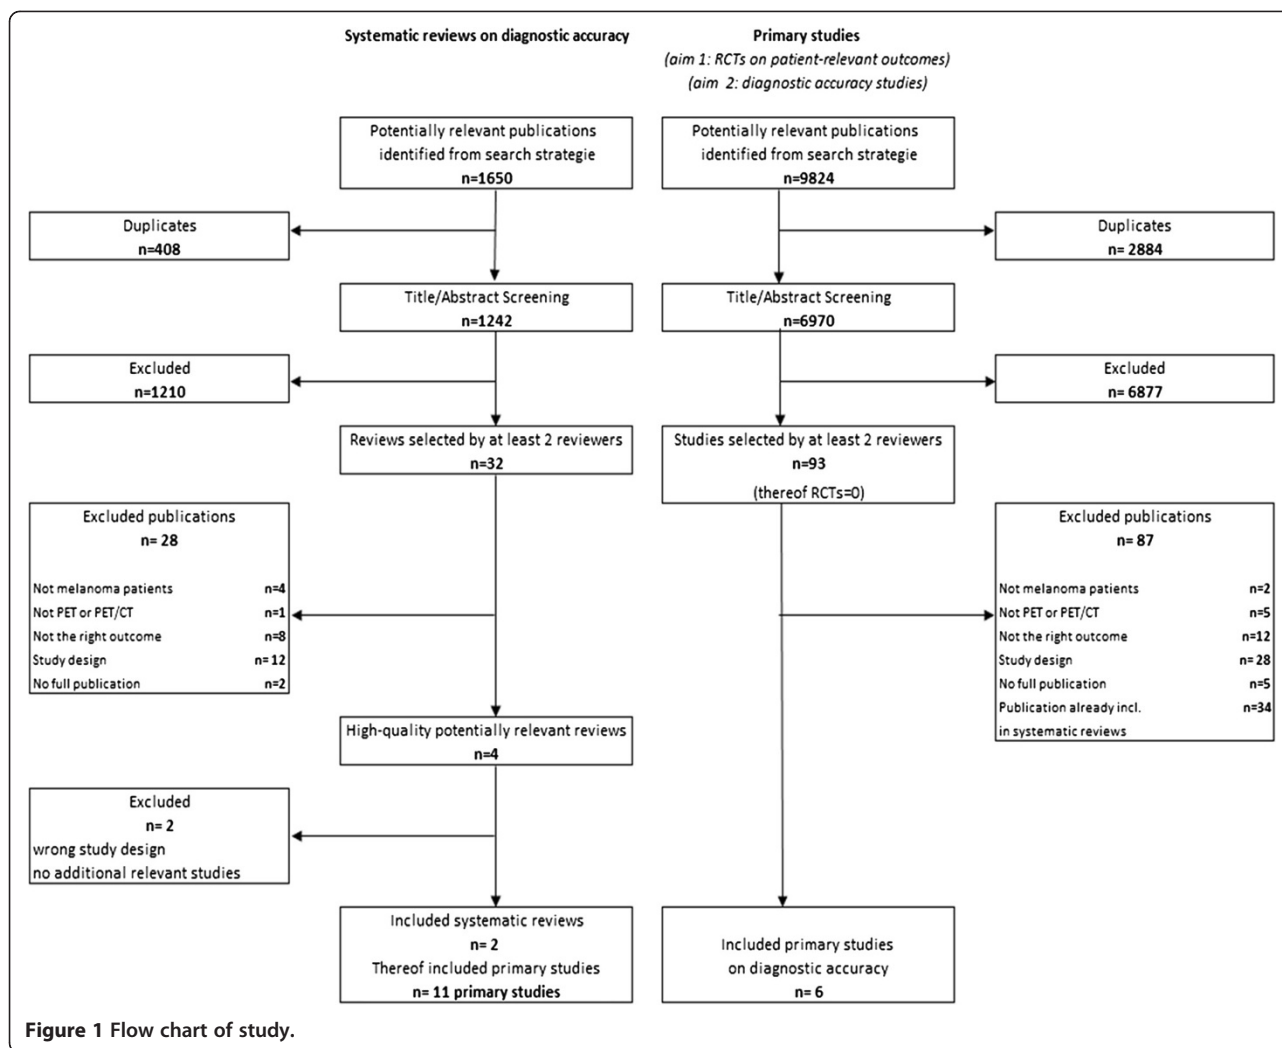 Systematic reviews on diagnostic accuracy
Primary studies
(aim 1: RCTs on patient-relevant outcomes)
(aim 2: diagnostic accuracy studies)
Potentially relevant publications
identified from search strategie
n=1650
Potentially relevant publications
identified from search strategie
n=9824
Duplicates
n=408
Duplicates
n= 2884
Title/Abstract Screening
n=1242
Title/Abstract Screening
n=6970
Excluded
n=1210
Excluded
n= 6877
Reviews selected by at least 2 reviewers
n=32
Studies selected by at least 2 reviewers
n=93
(thereof RCTs=0)
Excluded publications
n= 28
Not melanoma patients n=4
Not PET or PET/CT n=1
Not the right outcome n=8
Study design n= 12
No full publication n=2
Excluded publications
n= 87
Not melanoma patients n=2
Not PET or PET/CT n=5
Not the right outcome n=12
Study design n= 28
No full publication n=5
Publication already incl. n=34
in systematic reviews
High-quality potentially relevant reviews
n=4
Excluded
n= 2
wrong study design
no additional relevant studies
Included systematic reviews
n= 2
Thereof included primary studies
n= 11 primary studies
Included primary studies
on diagnostic accuracy
n= 6
Figure 1 Flow chart of study.